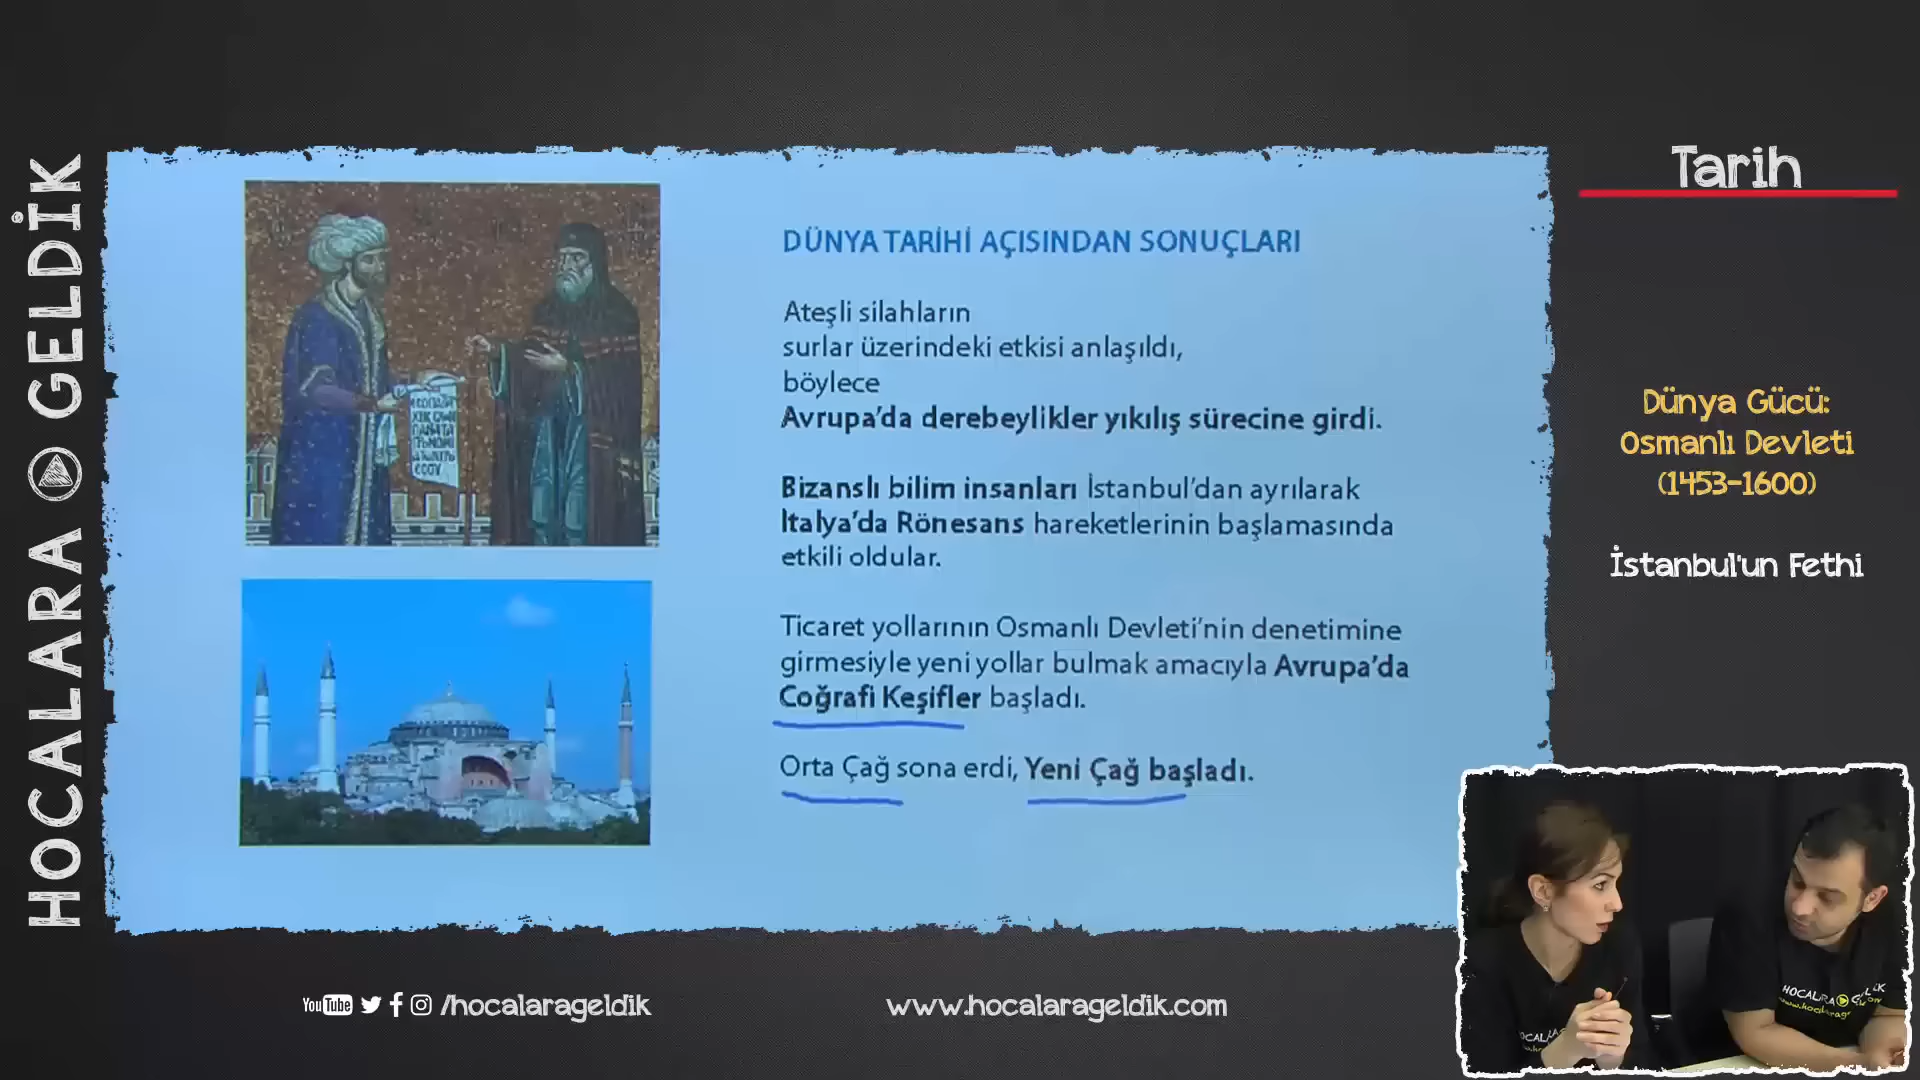 HOCALARA GELDİK
DÜNYA TARİHİ AÇISINDAN SONUÇLARI
Ateşli silahların
surlar üzerindeki etkisi anlaşıldı,
böylece
Avrupa'da derebeylikler yıkılış sürecine girdi.
Bizanslı bilim insanları İstanbul'dan ayrılarak
İtalya'da Rönesans hareketlerinin başlamasında
etkili oldular.
Ticaret yollarının Osmanlı Devleti'nin denetimine
girmesiyle yeni yollar bulmak amacıyla Avrupa'da
Coğrafi Keşifler başladı.
Orta Çağ sona erdi, Yeni Çağ başladı.
Tarih
Dünya Gücü:
Osmanlı Devleti
(1453-1600)
İstanbul'un Fethi
YouTube /hocalarageldik
www.hocalarageldik.com